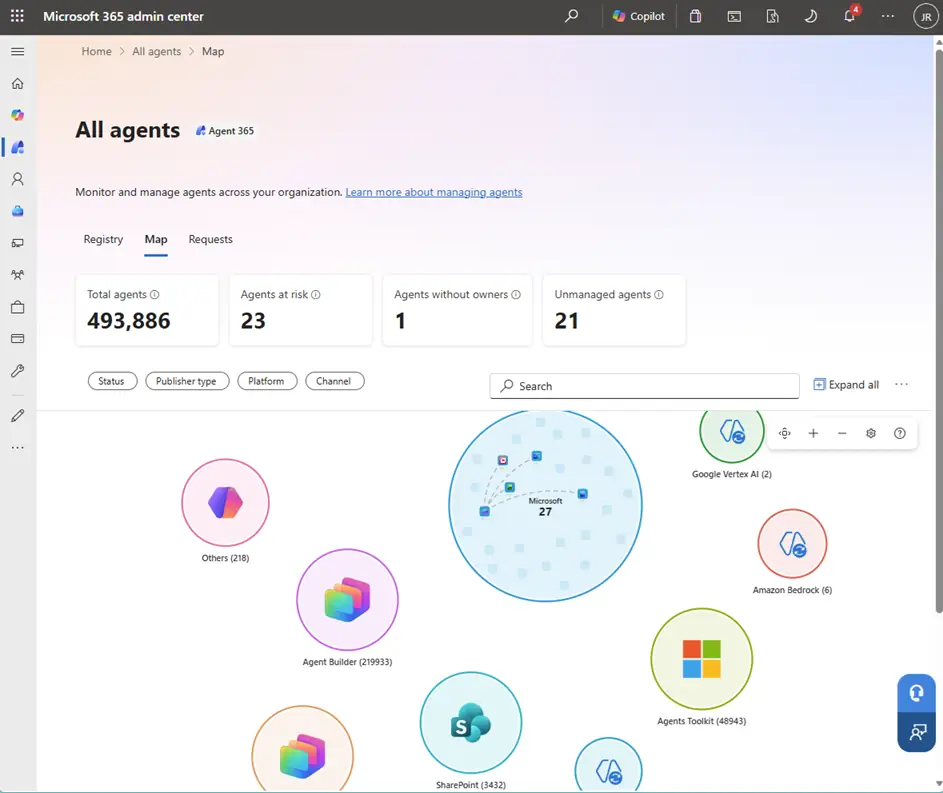 Microsoft 365 admin center
Copilot
4
JR
Home > All agents > Map
All agents
Agent 365
Monitor and manage agents across your organization. Learn more about managing agents
Registry
Map
Requests
Total agents
493,886
Agents at risk
23
Agents without owners
1
Unmanaged agents
21
Status
Publisher type
Platform
Channel
Search
Expand all
Google Vertex AI (2)
Microsoft
27
Others (218)
Amazon Bedrock (6)
Agent Builder (219933)
Agents Toolkit (48943)
S
SharePoint (3432)